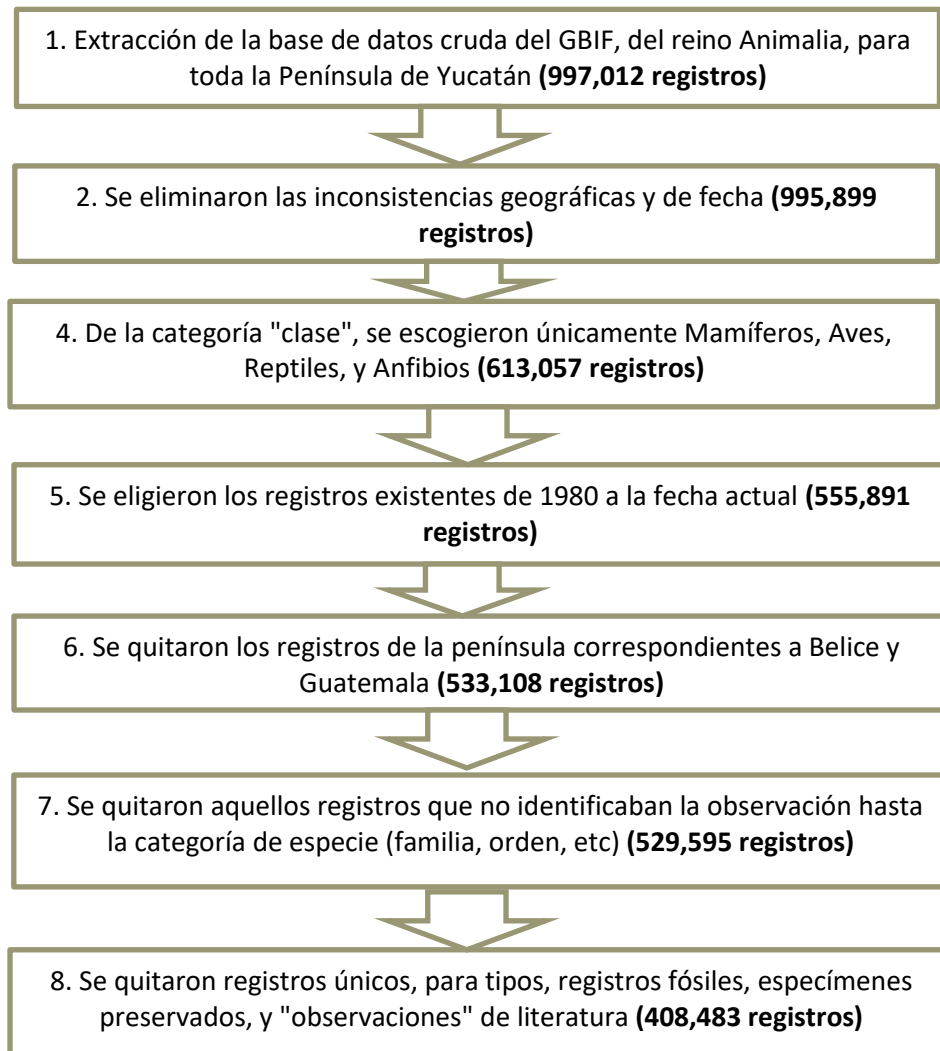 1. Extracción de la base de datos cruda del GBIF, del reino Animalia, para
toda la Península de Yucatán (997,012 registros)
2. Se eliminaron las inconsistencias geográficas y de fecha (995,899
registros)
4. De la categoría "clase", se escogieron únicamente Mamíferos, Aves,
Reptiles, y Anfibios (613,057 registros)
5. Se eligieron los registros existentes de 1980 a la fecha actual (555,891
registros)
6. Se quitaron los registros de la península correspondientes a Belice y
Guatemala (533,108 registros)
7. Se quitaron aquellos registros que no identificaban la observación hasta
la categoría de especie (familia, orden, etc) (529,595 registros)
8. Se quitaron registros únicos, para tipos, registros fósiles, especímenes
preservados, y "observaciones" de literatura (408,483 registros)